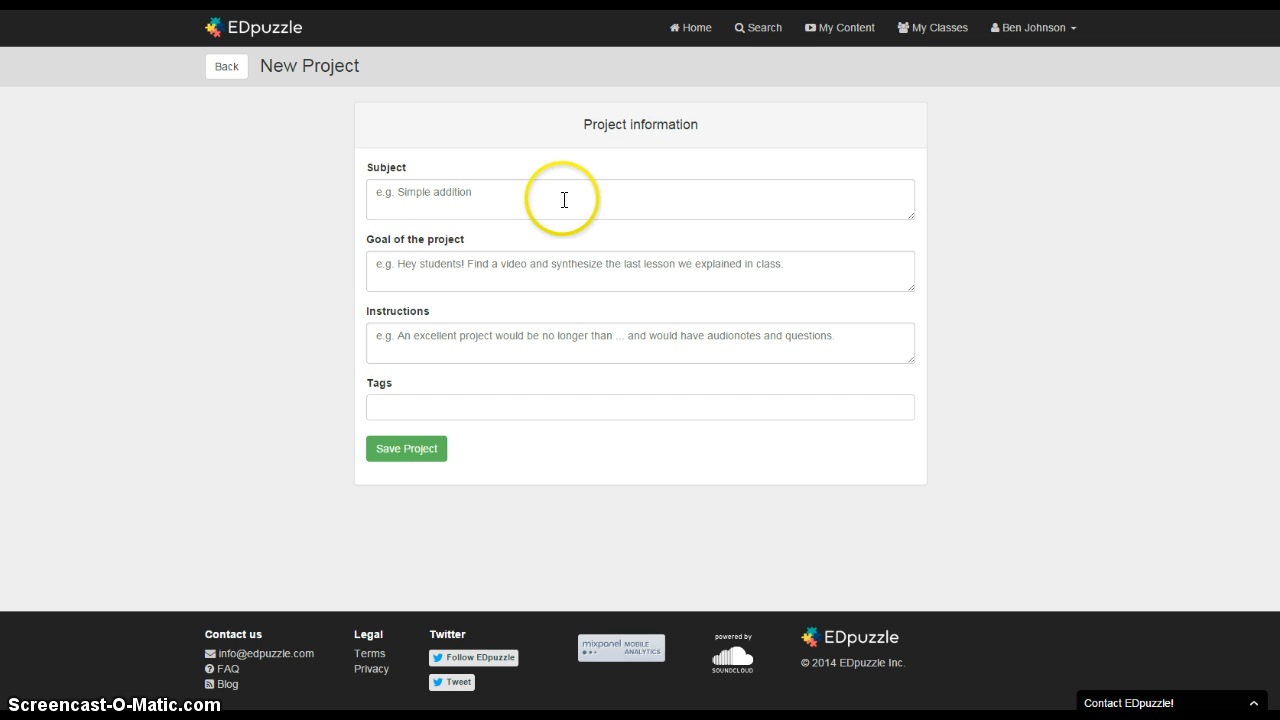 EDpuzzle
Home Search My Content My Classes Ben Johnson
Back New Project
Project information
Subject
e.g. Simple addition
Goal of the project
e.g. Hey students! Find a video and synthesize the last lesson we explained in class.
Instructions
e.g. An excellent project would be no longer than ... and would have audionotes and questions.
Tags
Save Project
Contact us
info@edpuzzle.com
FAQ
Blog
Legal
Terms
Privacy
Twitter
Follow EDpuzzle
Tweet
mixpanel MOBILE
ANALYTICS
powered by
SOUNDCLOUD
EDpuzzle
© 2014 EDpuzzle Inc.
Screencast-O-Matic.com
Contact EDpuzzle!